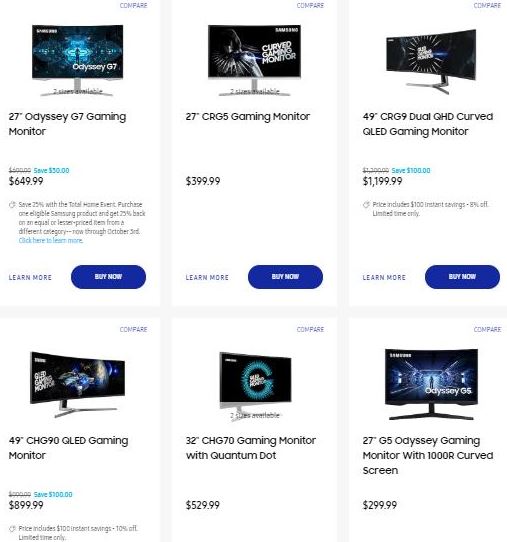 COMPARE
COMPARE
COMPARE
SAMSUNG
Odyssey G7
2 sizes available
SAMSUNG
CURVED
GAMING
MONITOR
2 sizes available
27" Odyssey G7 Gaming
Monitor
27" CRG5 Gaming Monitor
49" CRG9 Dual QHD Curved
QLED Gaming Monitor
$699.99 Save $50.00
$649.99
$399.99
$1,299.99 Save $100.00
$1,199.99
Save 25% with the Total Home Event. Purchase
one eligible Samsung product and get 25% back
on an equal or lesser-priced item from a
different category-- now through October 3rd.
Click here to learn more.
Price includes $100 instant savings - 8% off.
Limited time only.
LEARN MORE
BUY NOW
LEARN MORE
BUY NOW
LEARN MORE
BUY NOW
COMPARE
COMPARE
COMPARE
QLED
GAMING
MONITOR
2 sizes available
SAMSUNG
Odyssey G5
49" CHG90 QLED Gaming
Monitor
32" CHG70 Gaming Monitor
with Quantum Dot
27" G5 Odyssey Gaming
Monitor With 1000R Curved
Screen
$999.99 Save $100.00
$899.99
$529.99
$299.99
Price includes $100 instant savings - 10% off.
Limited time only.